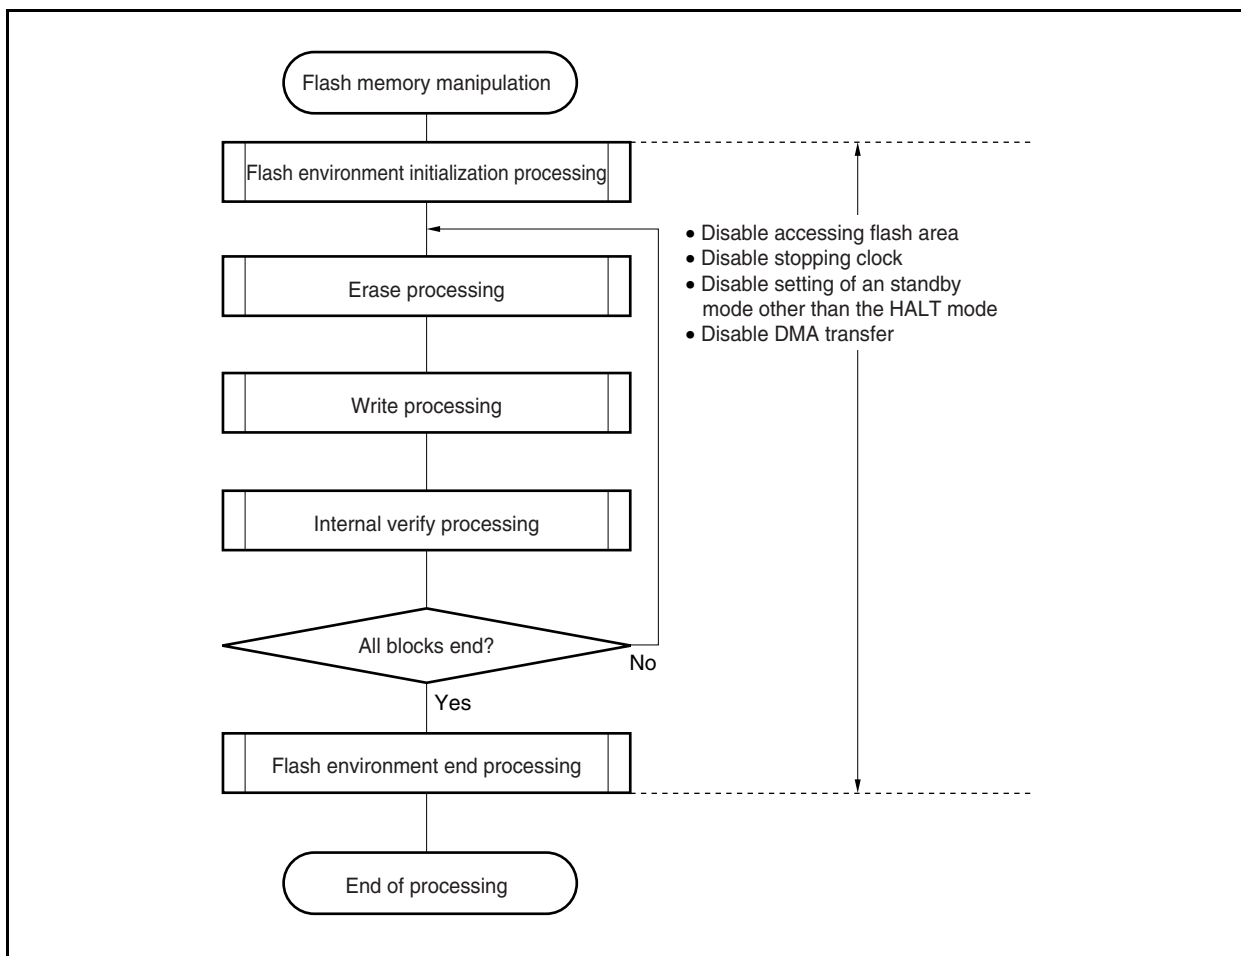 Flash memory manipulation
Flash environment initialization processing
• Disable accessing flash area
• Disable stopping clock
• Disable setting of an standby
mode other than the HALT mode
• Disable DMA transfer
Erase processing
Write processing
Internal verify processing
All blocks end?
No
Yes
Flash environment end processing
End of processing